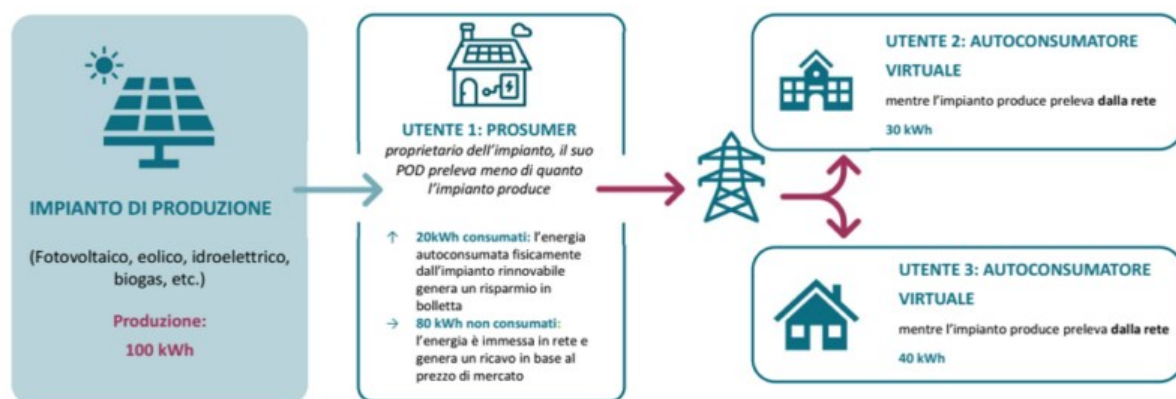 IMPIANTO DI PRODUZIONE
(Fotovoltaico, eolico, idroelettrico,
biogas, etc.)
Produzione:
100 kWh
UTENTE 1: PROSUMER
proprietario dell'impianto, il suo
POD preleva meno di quanto
l'impianto produce
20kWh consumati: l'energia
autoconsumata fisicamente
dall'impianto rinnovabile
genera un risparmio in
bolletta
80 kWh non consumati:
l'energia è immessa in rete e
genera un ricavo in base al
prezzo di mercato
UTENTE 2: AUTOCONSUMATORE
VIRTUALE
mentre l'impianto produce preleva dalla rete
30 kWh
UTENTE 3: AUTOCONSUMATORE
VIRTUALE
mentre l'impianto produce preleva dalla rete
40 kWh